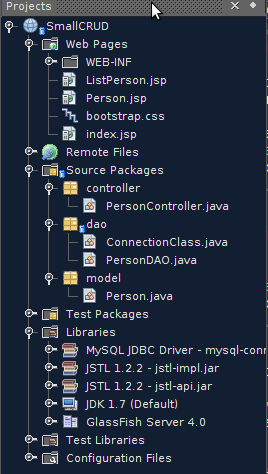 Projects
SmallCRUD
Web Pages
WEB-INF
ListPerson.jsp
Person.jsp
bootstrap.css
index.jsp
Remote Files
Source Packages
controller
PersonController.java
dao
ConnectionClass.java
PersonDAO.java
model
Person.java
Test Packages
Libraries
MySQL JDBC Driver - mysql-conn
JSTL 1.2.2 - jstl-impl.jar
JSTL 1.2.2 - jstl-api.jar
JDK 1.7 (Default)
GlassFish Server 4.0
Test Libraries
Configuration Files